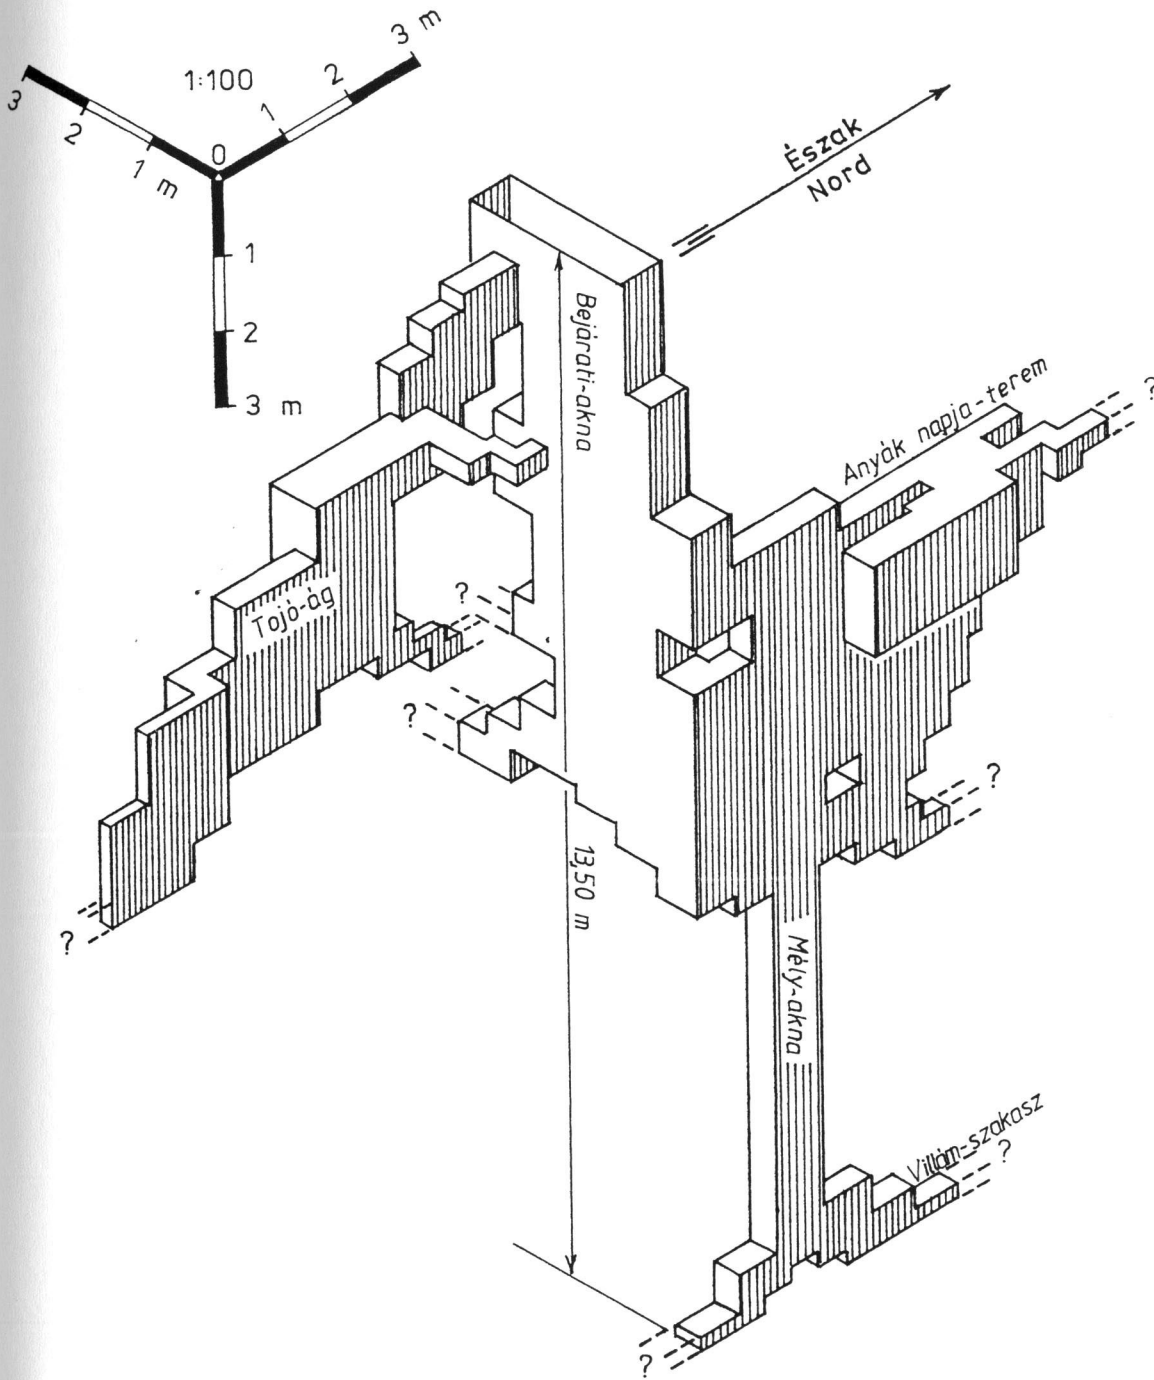 3 m
2
1
1:100
3
2
1 m
0
1
2
3 m
Észak
Nord
Bejárati-akna
Anyák napja-terem
?
Tojó-ág
?
?
?
13,50 m
?
Mély-akna
Villám-szakasz
?
?